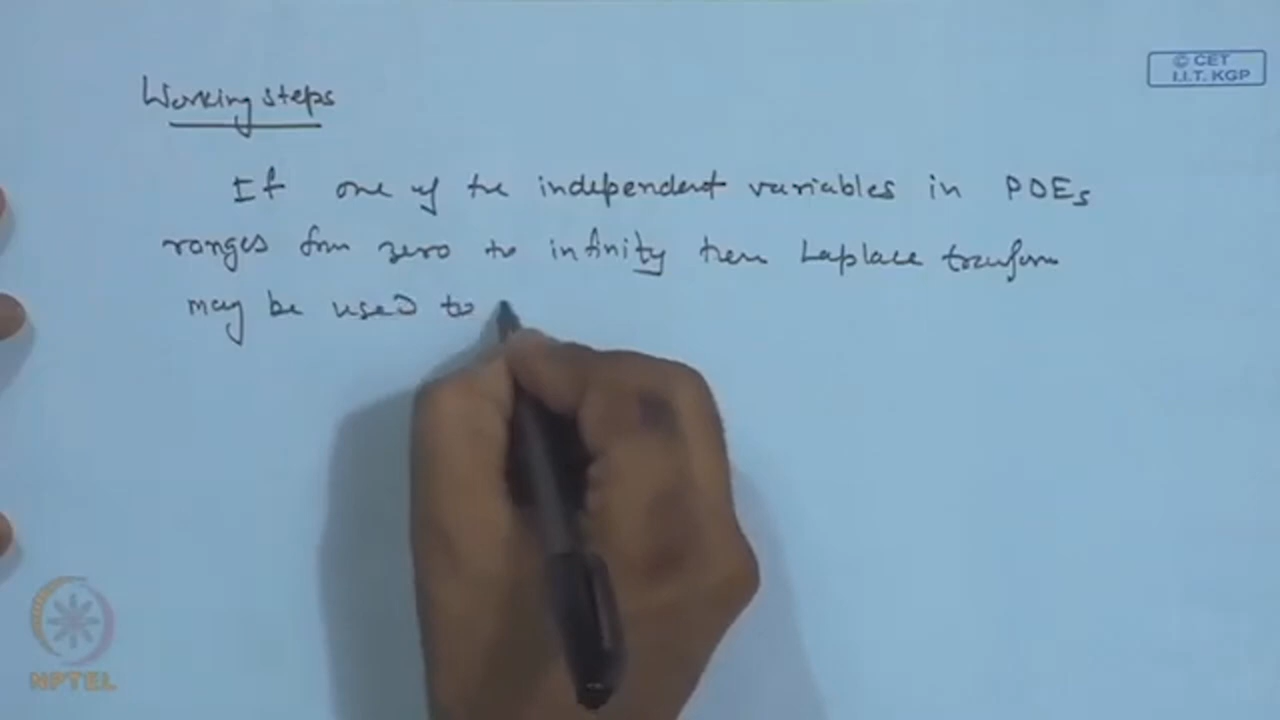 Working steps
If one of the independent variables in PDEs
ranges from zero to infinity then Laplace transform
may be used to
© CET
I.I.T. KGP
NPTEL